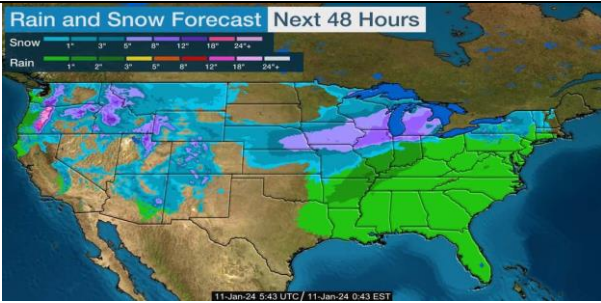 Rain and Snow Forecast Next 48 Hours
Snow 1" 3" 5" 8" 12" 18" 24"+
Rain 1" 2" 3" 5" 8" 12" 18" 24"+
11-Jan-24 5:43 UTC / 11-Jan-24 0:43 EST